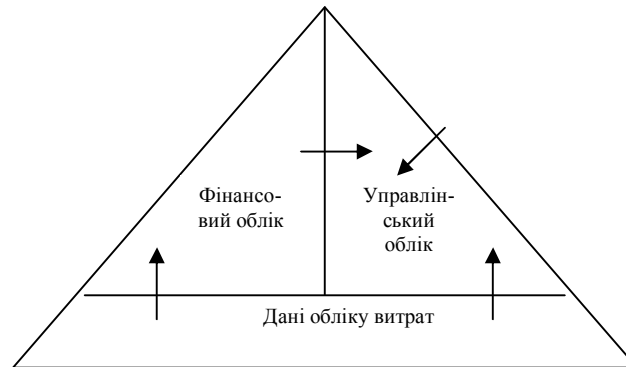 Фінансо-
вий облік
Управлін-
ський
облік
Дані обліку витрат